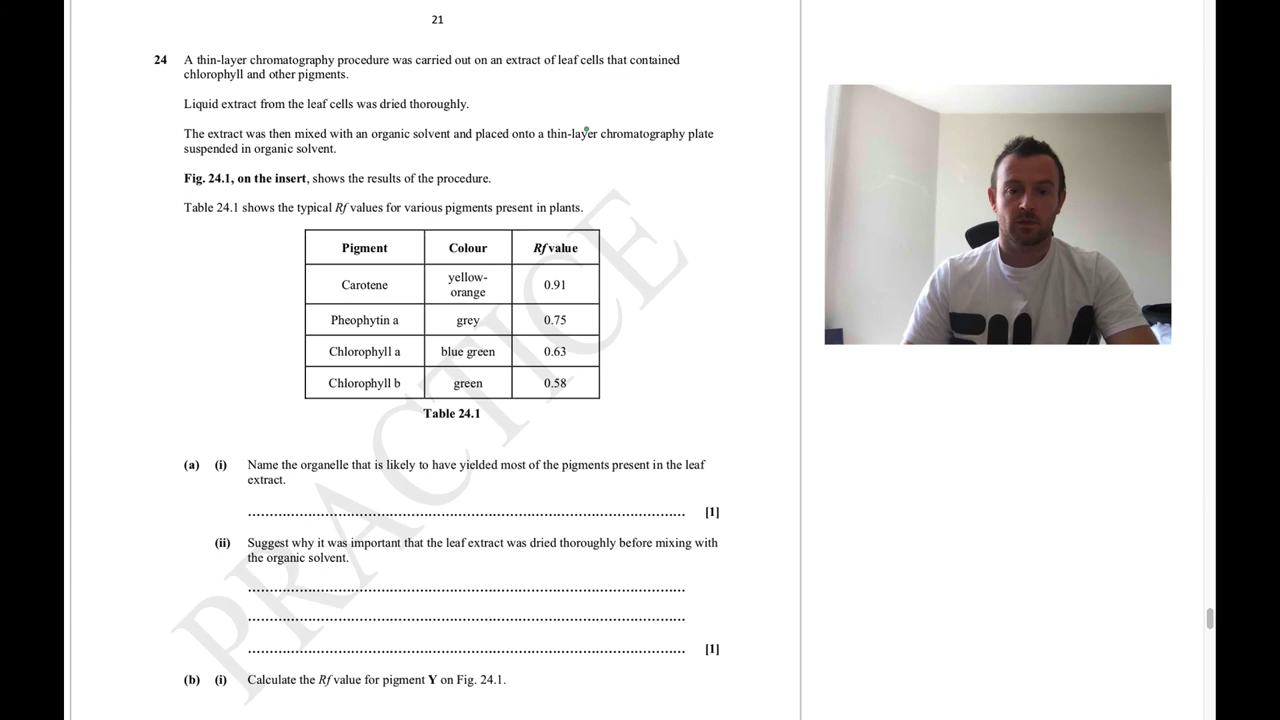 21
24 A thin-layer chromatography procedure was carried out on an extract of leaf cells that contained
chlorophyll and other pigments.
Liquid extract from the leaf cells was dried thoroughly.
The extract was then mixed with an organic solvent and placed onto a thin-layer chromatography plate
suspended in organic solvent.
Fig. 24.1, on the insert, shows the results of the procedure.
Table 24.1 shows the typical Rf values for various pigments present in plants.
Pigment Colour Rf value
Carotene yellow-
orange 0.91
Pheophytin a grey 0.75
Chlorophyll a blue green 0.63
Chlorophyll b green 0.58
Table 24.1
PRACTICE
(a) (i) Name the organelle that is likely to have yielded most of the pigments present in the leaf
extract.
[1]
(ii) Suggest why it was important that the leaf extract was dried thoroughly before mixing with
the organic solvent.
[1]
(b) (i) Calculate the Rf value for pigment Y on Fig. 24.1.